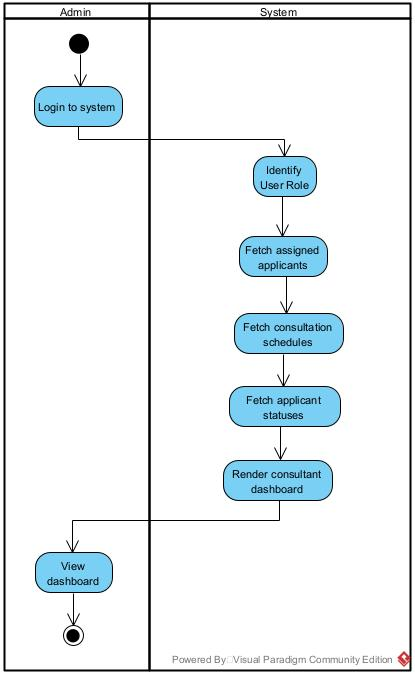 Admin
System
Login to system
Identify
User Role
Fetch assigned
applicants
Fetch consultation
schedules
Fetch applicant
statuses
Render consultant
dashboard
View
dashboard
Powered By□Visual Paradigm Community Edition